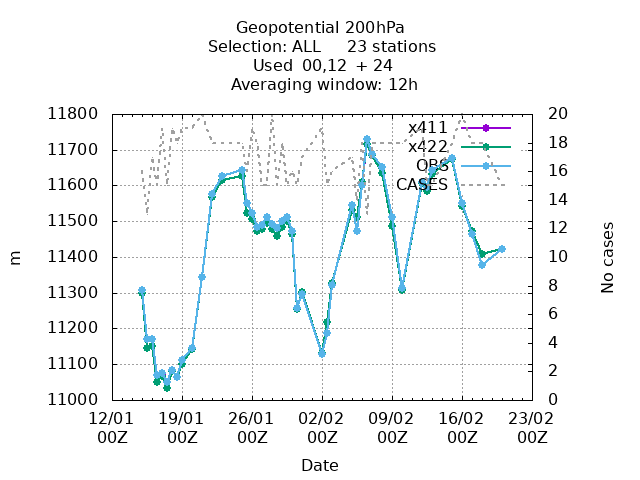 Geopotential 200hPa
Selection: ALL 23 stations
Used 00,12 + 24
Averaging window: 12h
11800
11700
11600
11500
11400
11300
11200
11100
11000
m
20
18
16
14
12
10
8
6
4
2
0
No cases
x411
x422
OBS
CASES
12/01 19/01 26/01 02/02 09/02 16/02 23/02
00Z 00Z 00Z 00Z 00Z 00Z 00Z
Date